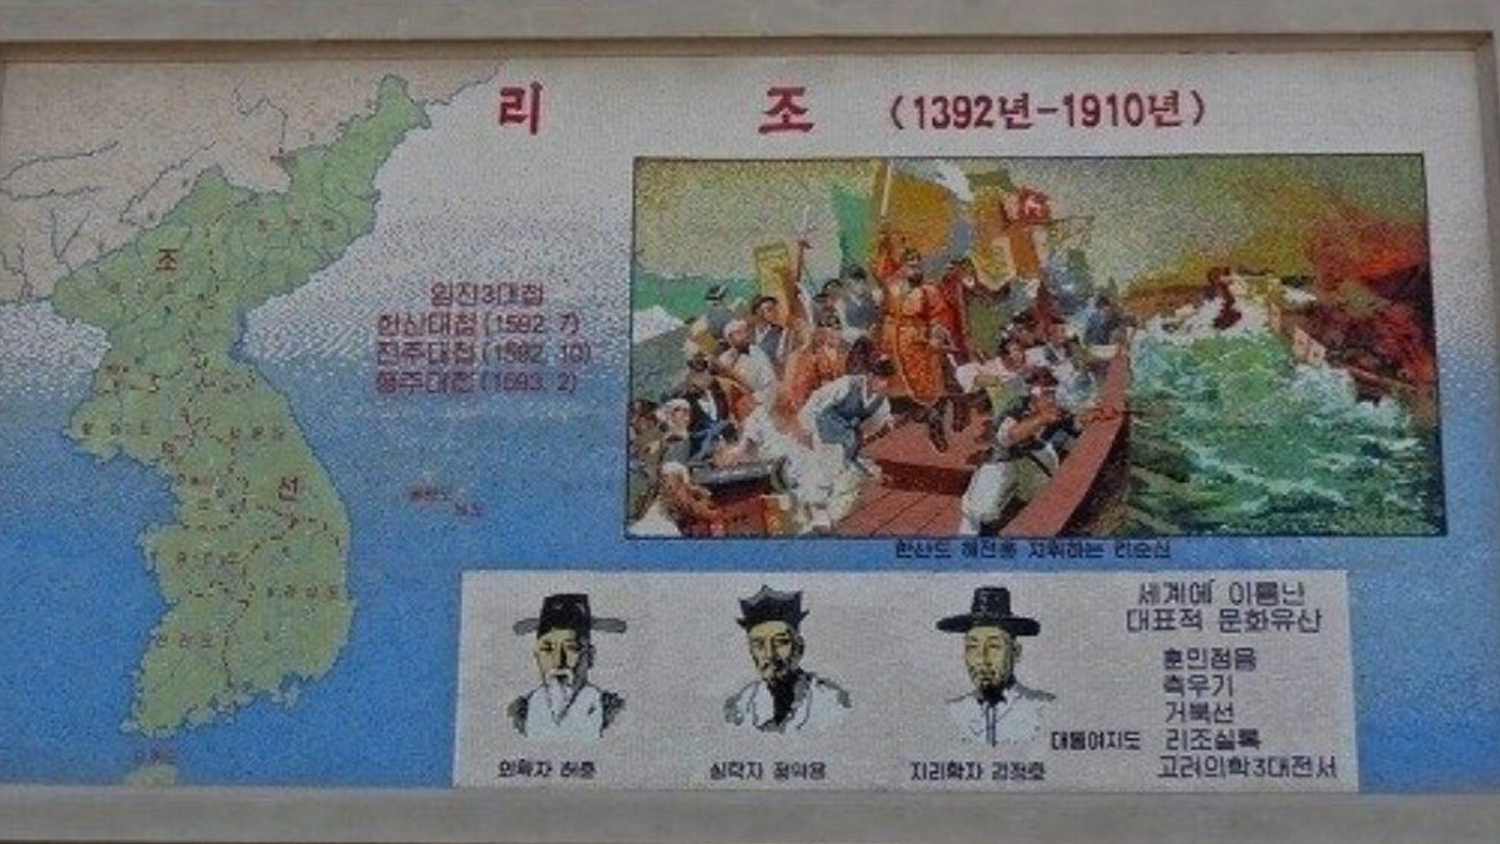 리 조 (1392년-1910년)
임진3대첩
한산대첩(1592. 7)
진주대첩(1592. 10)
행주대첩(1593. 2)
조
선
한산도 해전을 지휘하는 리순신
세계에 이름난
대표적 문화유산
훈민정음
측우기
거북선
대동여지도 리조실록
고려의학3대전서
의학자 허준
실학자 정약용
지리학자 김정호